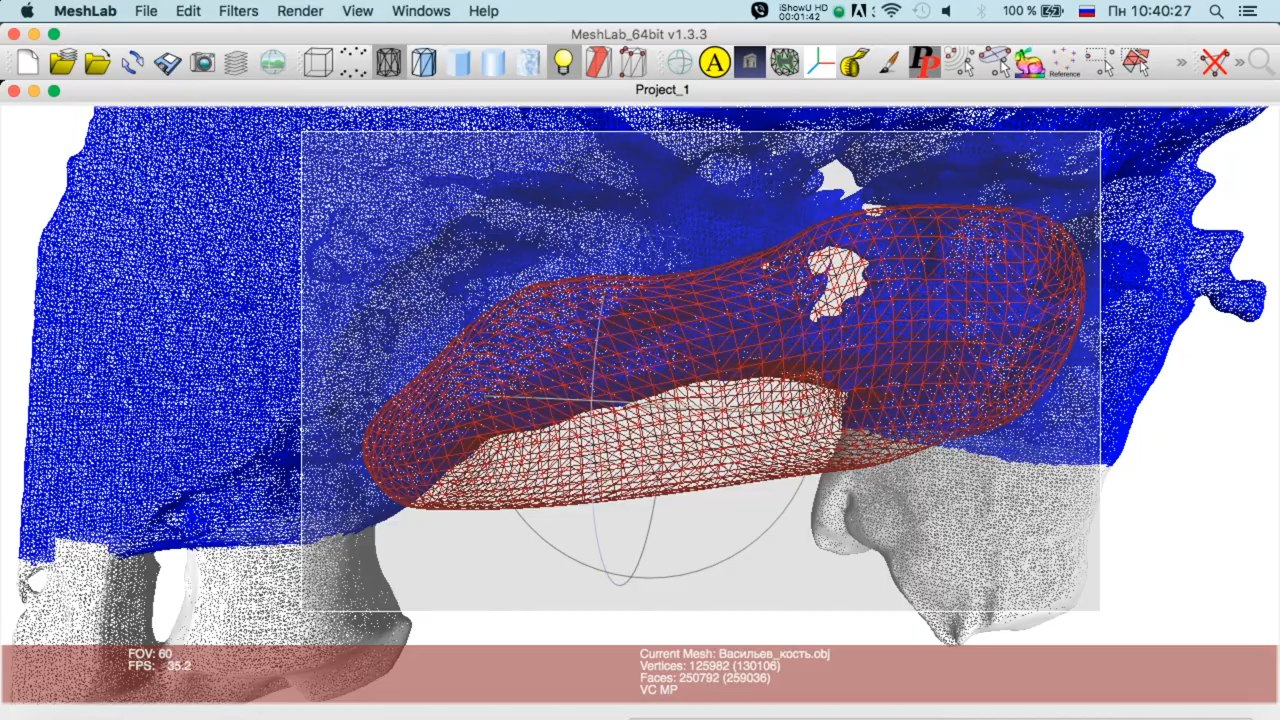 MeshLab File Edit Filters Render View Windows Help iShowU HD 00:01:42 100 % Пн 10:40:27
MeshLab_64bit v1.3.3
A PP Reference
Project_1
FOV: 60
FPS: 35.2
Current Mesh: Васильев_кость.obj
Vertices: 125982 (130106)
Faces: 250792 (259036)
VC MP